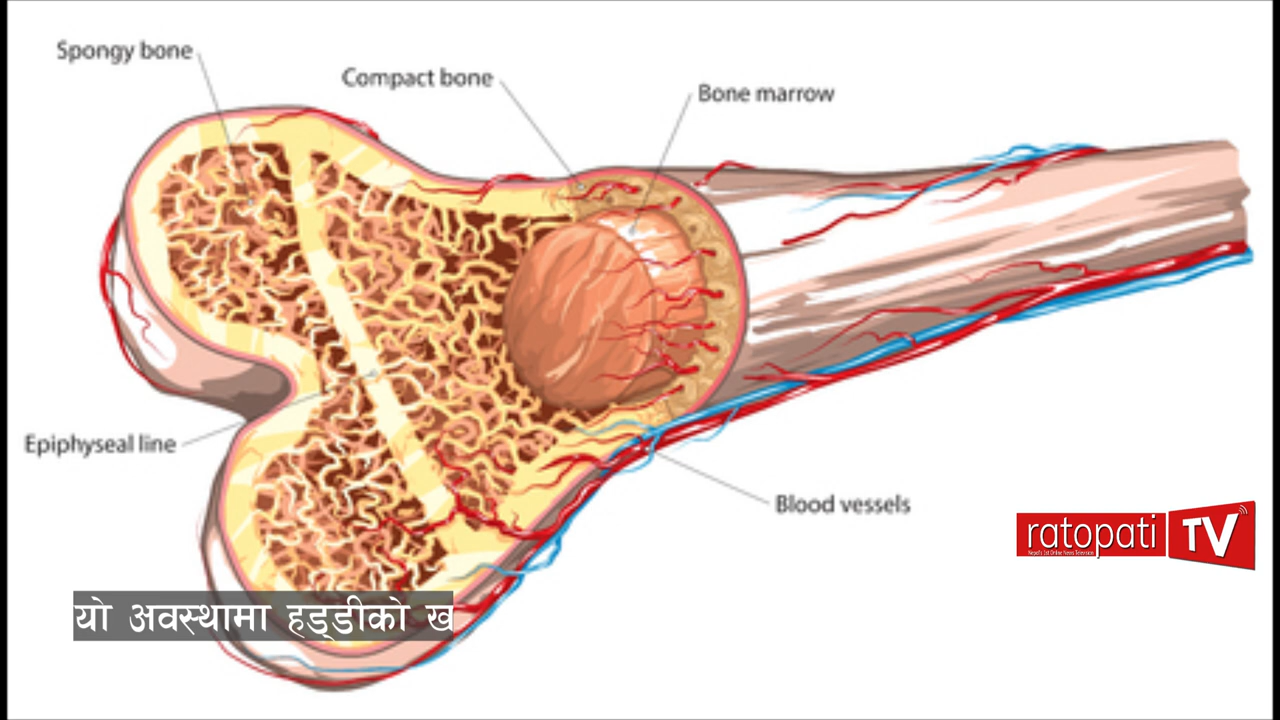 Spongy bone
Compact bone
Bone marrow
Epiphyseal line
Blood vessels
ratopati TV
यो अवस्थामा हड्डीको ख